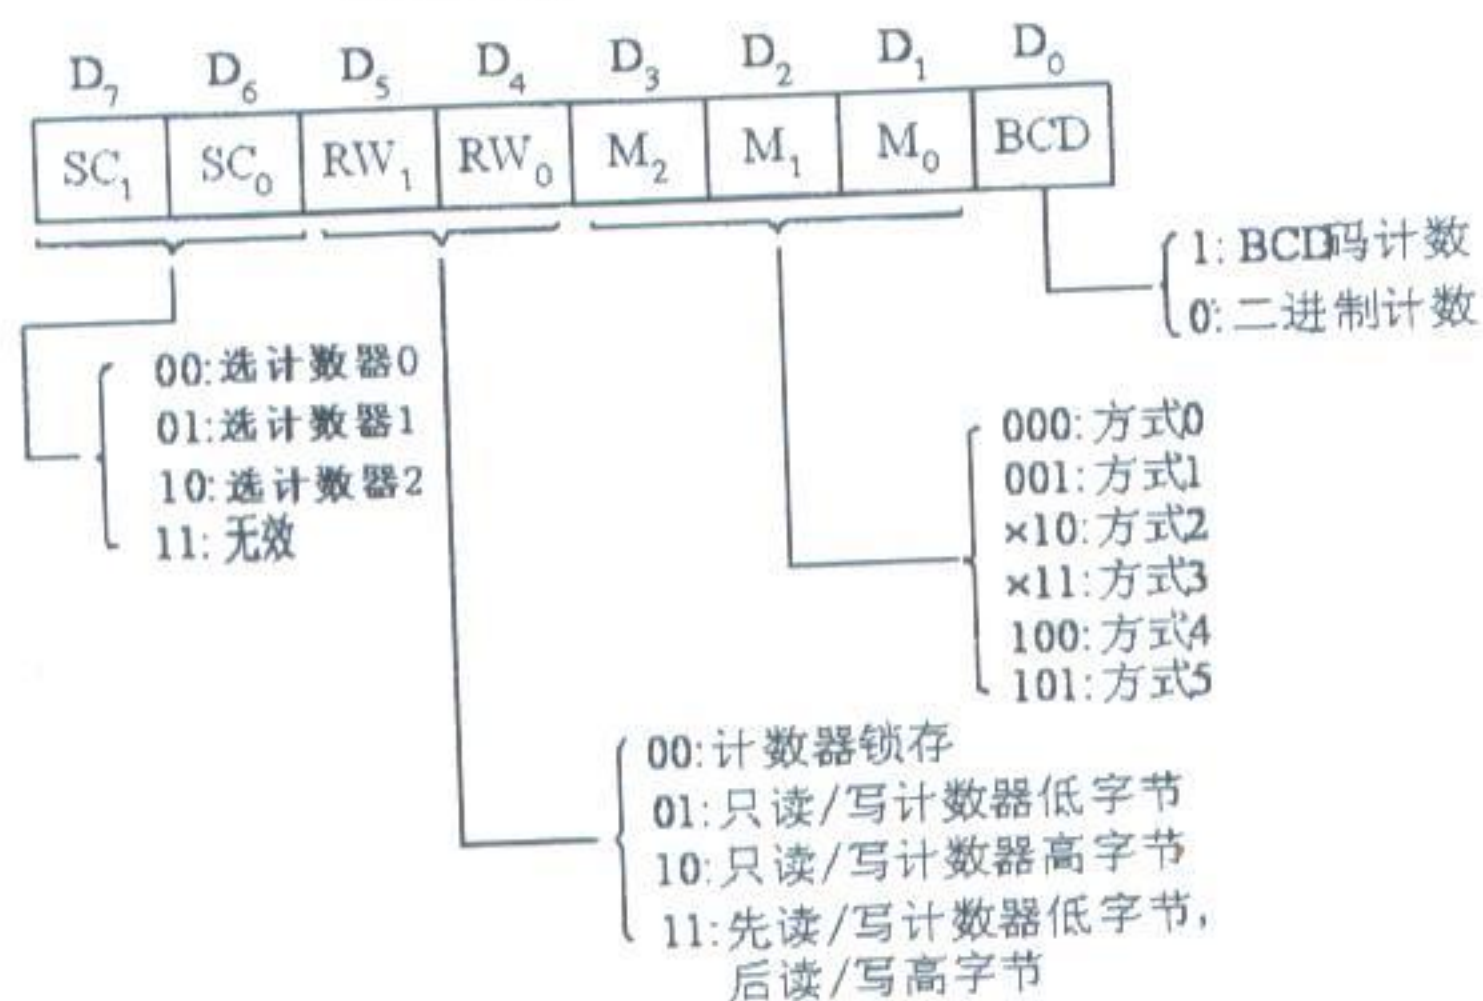 D₇ D₆ D₅ D₄ D₃ D₂ D₁ D₀
SC₁ SC₀ RW₁ RW₀ M₂ M₁ M₀ BCD
1: BCD码计数
0:二进制计数
00:选计数器0
01:选计数器1
10:选计数器2
11:无效
000:方式0
001:方式1
×10:方式2
×11:方式3
100:方式4
101:方式5
00:计数器锁存
01:只读/写计数器低字节
10:只读/写计数器高字节
11:先读/写计数器低字节,
后读/写高字节